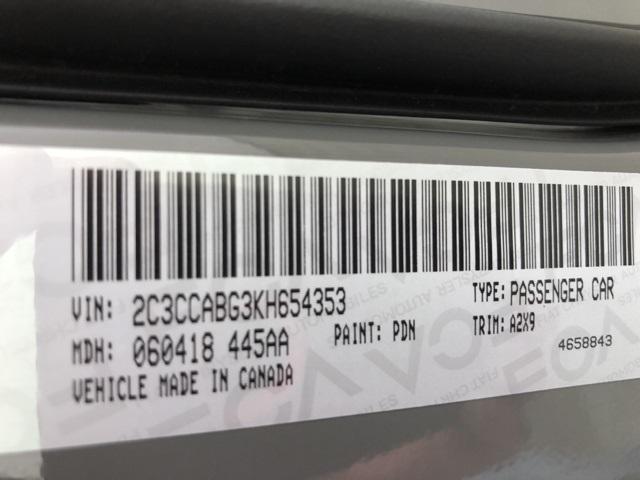 VIN: 2C3CCABG3KH654353 TYPE: PASSENGER CAR
MDH: 060418 445AA PAINT: PDN TRIM: A2X9
VEHICLE MADE IN CANADA 4658843